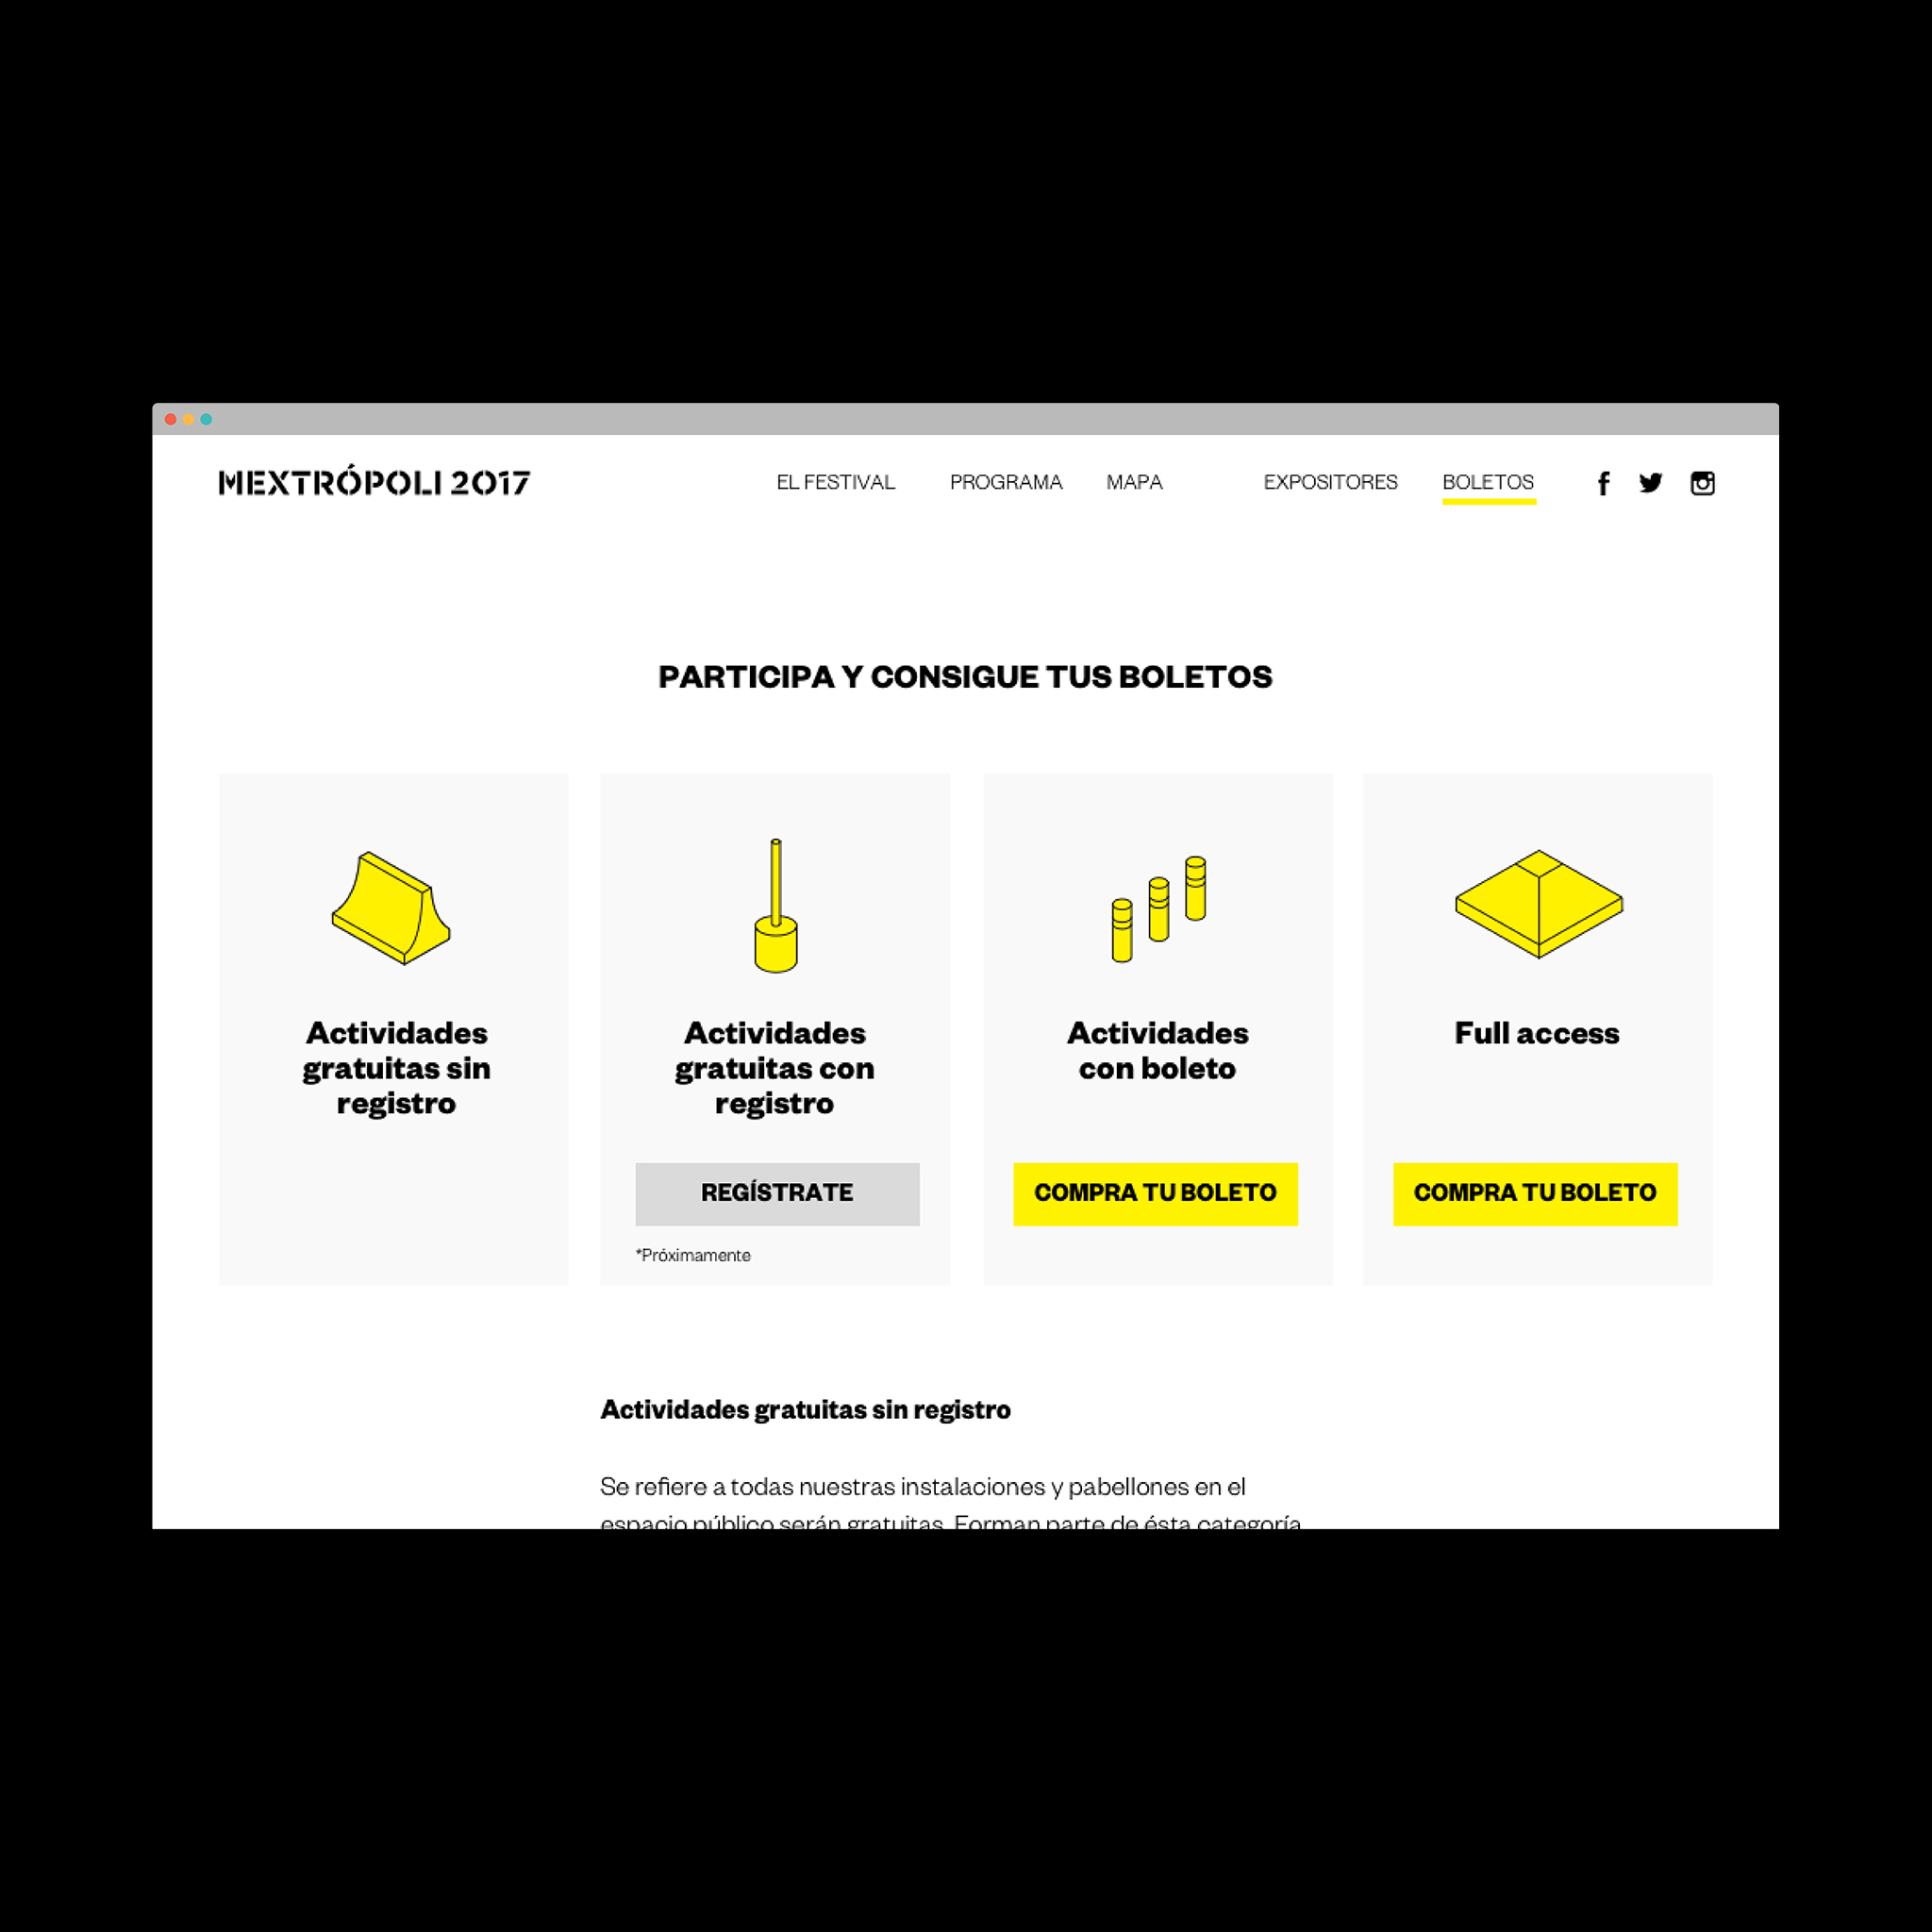 MEXTRÓPOLI 2017
EL FESTIVAL
PROGRAMA
MAPA
EXPOSITORES
BOLETOS
PARTICIPA Y CONSIGUE TUS BOLETOS
Actividades
gratuitas sin
registro
Actividades
gratuitas con
registro
REGÍSTRATE
*Próximamente
Actividades
con boleto
COMPRA TU BOLETO
Full access
COMPRA TU BOLETO
Actividades gratuitas sin registro
Se refiere a todas nuestras instalaciones y pabellones en el
espacio público serán gratuitas. Forman parte de ésta categoría